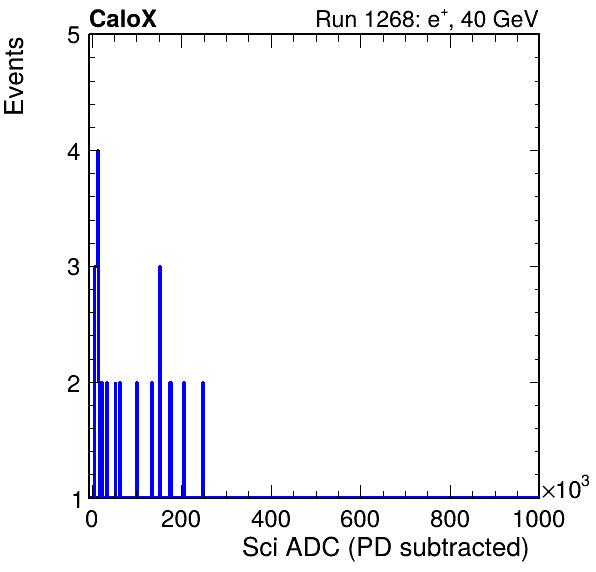 CaloX Run 1268: e⁺, 40 GeV
Events
5
4
3
2
1
0 200 400 600 800 1000
×10³
Sci ADC (PD subtracted)